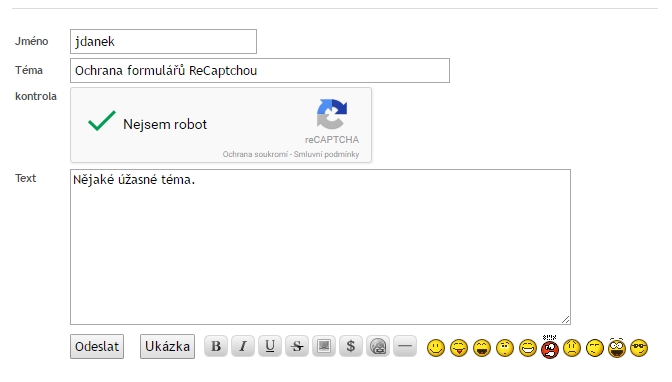 Jméno jdanek
Téma Ochrana formulářů ReCaptchou
kontrola
Nejsem robot
reCAPTCHA
Ochrana soukromí - Smluvní podmínky
Text Nějaké úžasné téma.
Odeslat Ukázka B I U S $